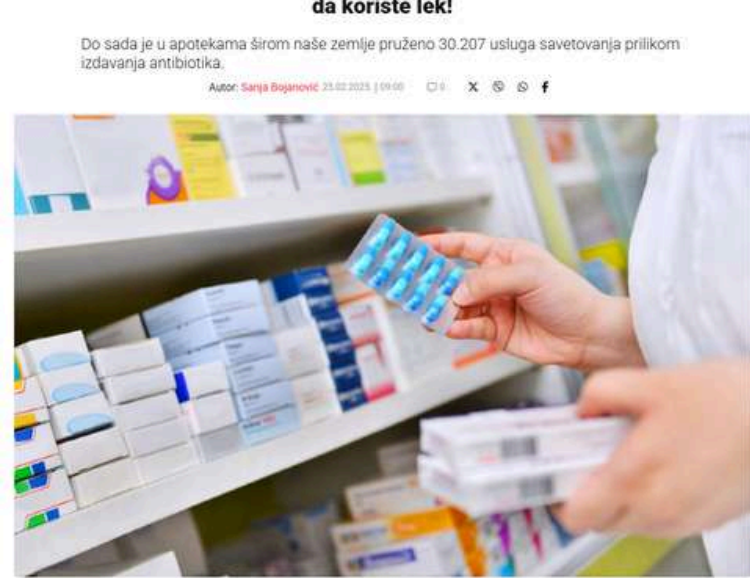 da koriste lek!
Do sada je u apotekama širom naše zemlje pruženo 30.207 usluga savetovanja prilikom
izdavanja antibiotika.
Autor: Sanja Bojanović 25.02.2025. | 09:00 0